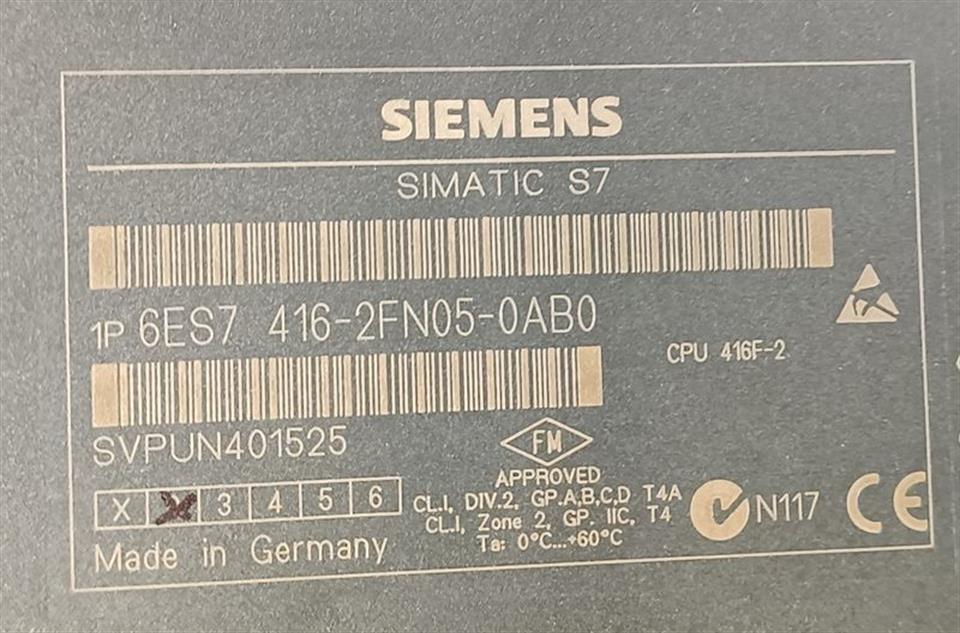 SIEMENS
SIMATIC S7
1P 6ES7 416-2FN05-0AB0
CPU 416F-2
SVPUN401525
FM
APPROVED
CL.I, DIV.2, GP.A,B,C,D T4A
CL.I, Zone 2, GP. IIC, T4
Ta: 0°C...+60°C
N117
CE
X 3 4 5 6
Made in Germany